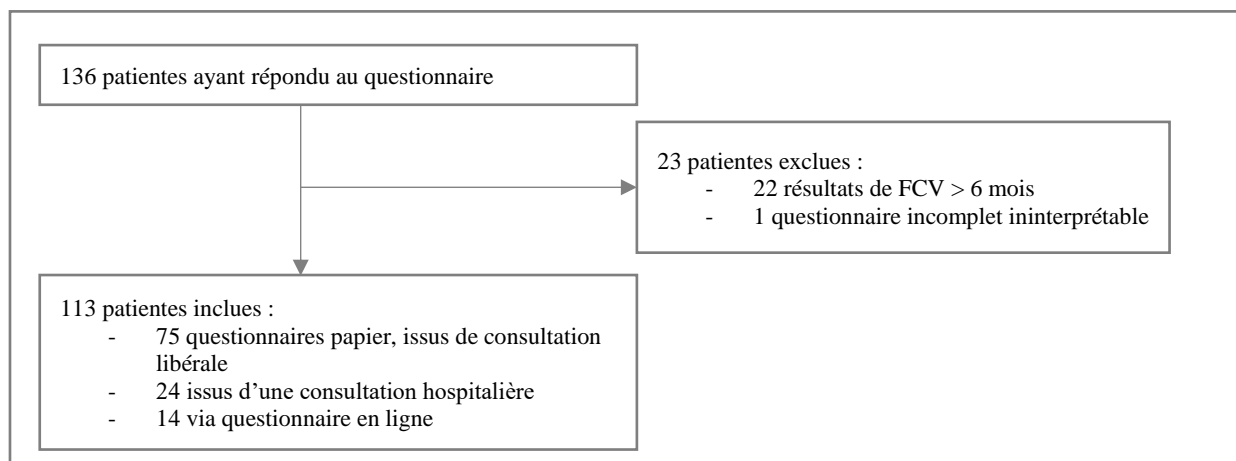 136 patientes ayant répondu au questionnaire
23 patientes exclues :
- 22 résultats de FCV > 6 mois
- 1 questionnaire incomplet ininterprétable
113 patientes inclues :
- 75 questionnaires papier, issus de consultation
libérale
- 24 issus d’une consultation hospitalière
- 14 via questionnaire en ligne